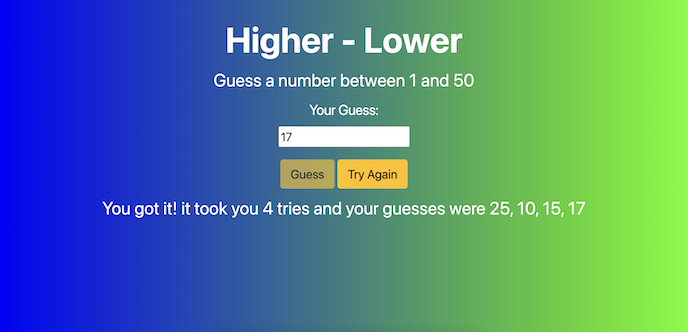 Higher - Lower
Guess a number between 1 and 50
Your Guess:
17
Guess Try Again
You got it! it took you 4 tries and your guesses were 25, 10, 15, 17